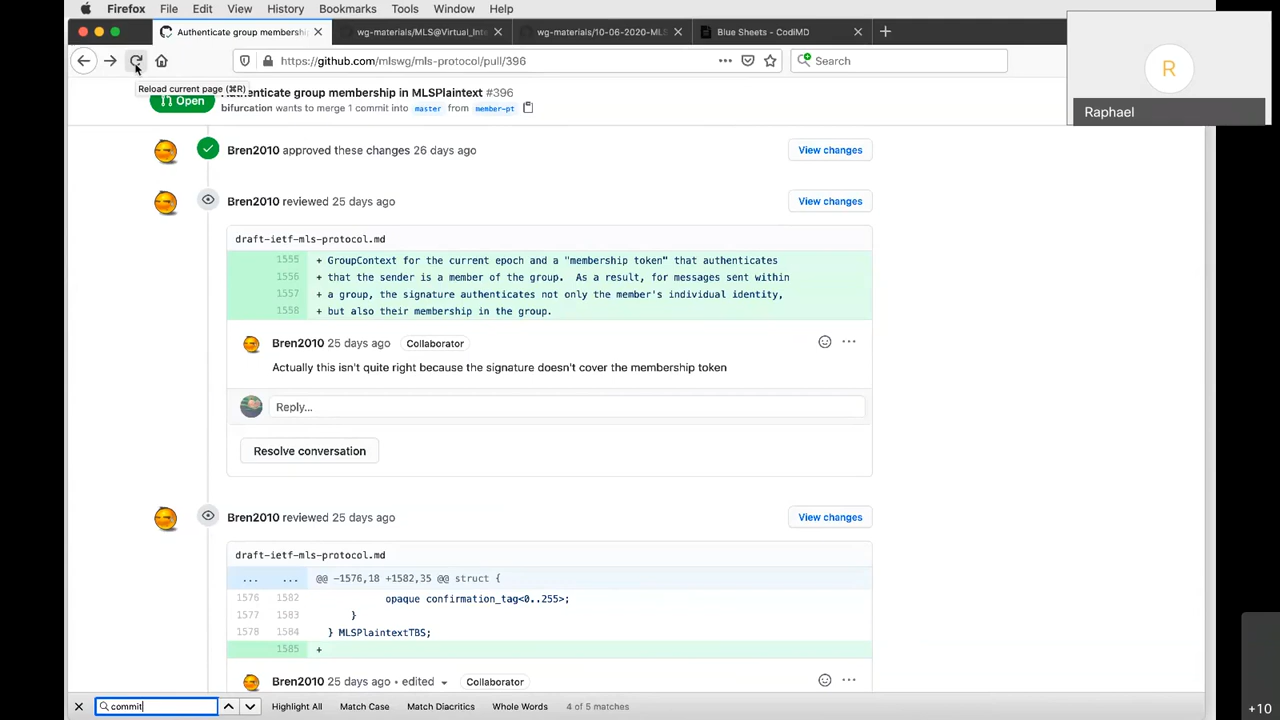 Firefox File Edit View History Bookmarks Tools Window Help
Authenticate group membershi
wg-materials/MLS@Virtual_Int
wg-materials/10-06-2020-MLS-
Blue Sheets - CodiMD
https://github.com/mlswg/mls-protocol/pull/396
Search
Reload current page (⌘R)
Open
Authenticate group membership in MLSPlaintext #396
bifurcation wants to merge 1 commit into master from member-pt
R
Raphael
Bren2010 approved these changes 26 days ago
View changes
Bren2010 reviewed 25 days ago
View changes
draft-ietf-mls-protocol.md
1555 + GroupContext for the current epoch and a "membership token" that authenticates
1556 + that the sender is a member of the group. As a result, for messages sent within
1557 + a group, the signature authenticates not only the member's individual identity,
1558 + but also their membership in the group.
Bren2010 25 days ago Collaborator ...
Actually this isn't quite right because the signature doesn't cover the membership token
Reply...
Resolve conversation
Bren2010 reviewed 25 days ago
View changes
draft-ietf-mls-protocol.md
... ... @@ -1576,18 +1582,35 @@ struct {
1576 1582 opaque confirmation_tag<0..255>;
1577 1583 }
1578 1584 } MLSPlaintextTBS;
1585 +
Bren2010 25 days ago • edited Collaborator ...
commit
Highlight All Match Case Match Diacritics Whole Words 4 of 5 matches
+10